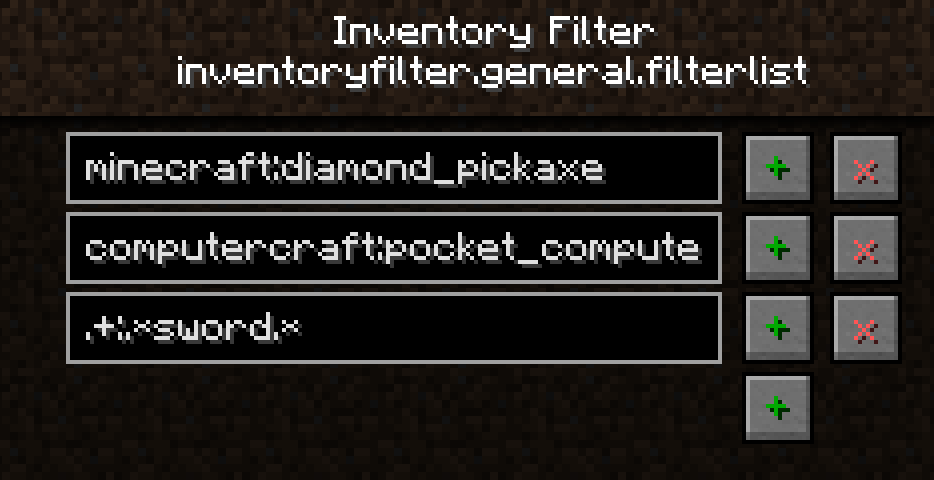 Inventory Filter
inventoryfilter.general.filterlist
minecraft:diamond_pickaxe
computercraft:pocket_compute
.+:.*sword.*